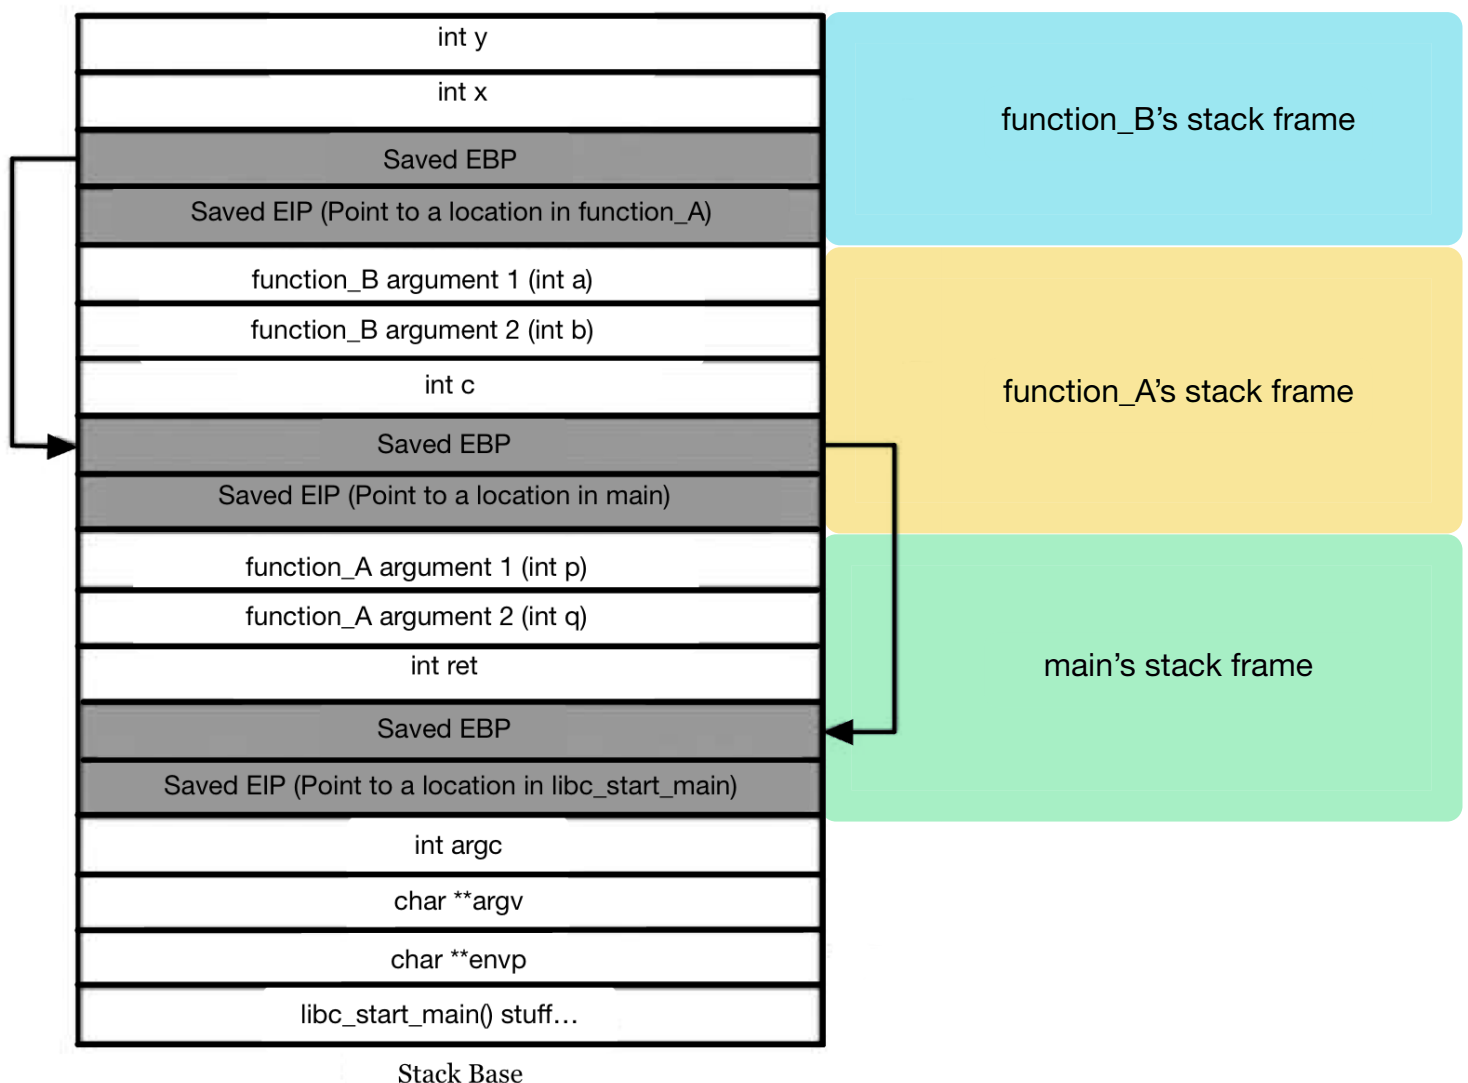 int y
int x
Saved EBP
Saved EIP (Point to a location in function_A)
function_B’s stack frame
function_B argument 1 (int a)
function_B argument 2 (int b)
int c
Saved EBP
Saved EIP (Point to a location in main)
function_A’s stack frame
function_A argument 1 (int p)
function_A argument 2 (int q)
int ret
Saved EBP
Saved EIP (Point to a location in libc_start_main)
main’s stack frame
int argc
char **argv
char **envp
libc_start_main() stuff…
Stack Base